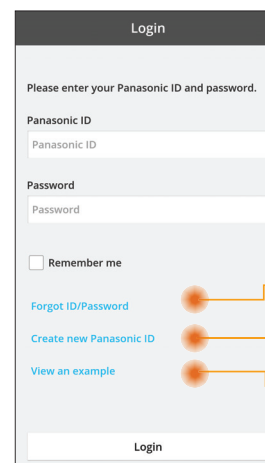 Login
Please enter your Panasonic ID and password.
Panasonic ID
Panasonic ID
Password
Password
Remember me
Forgot ID/Password
Create new Panasonic ID
View an example
Login